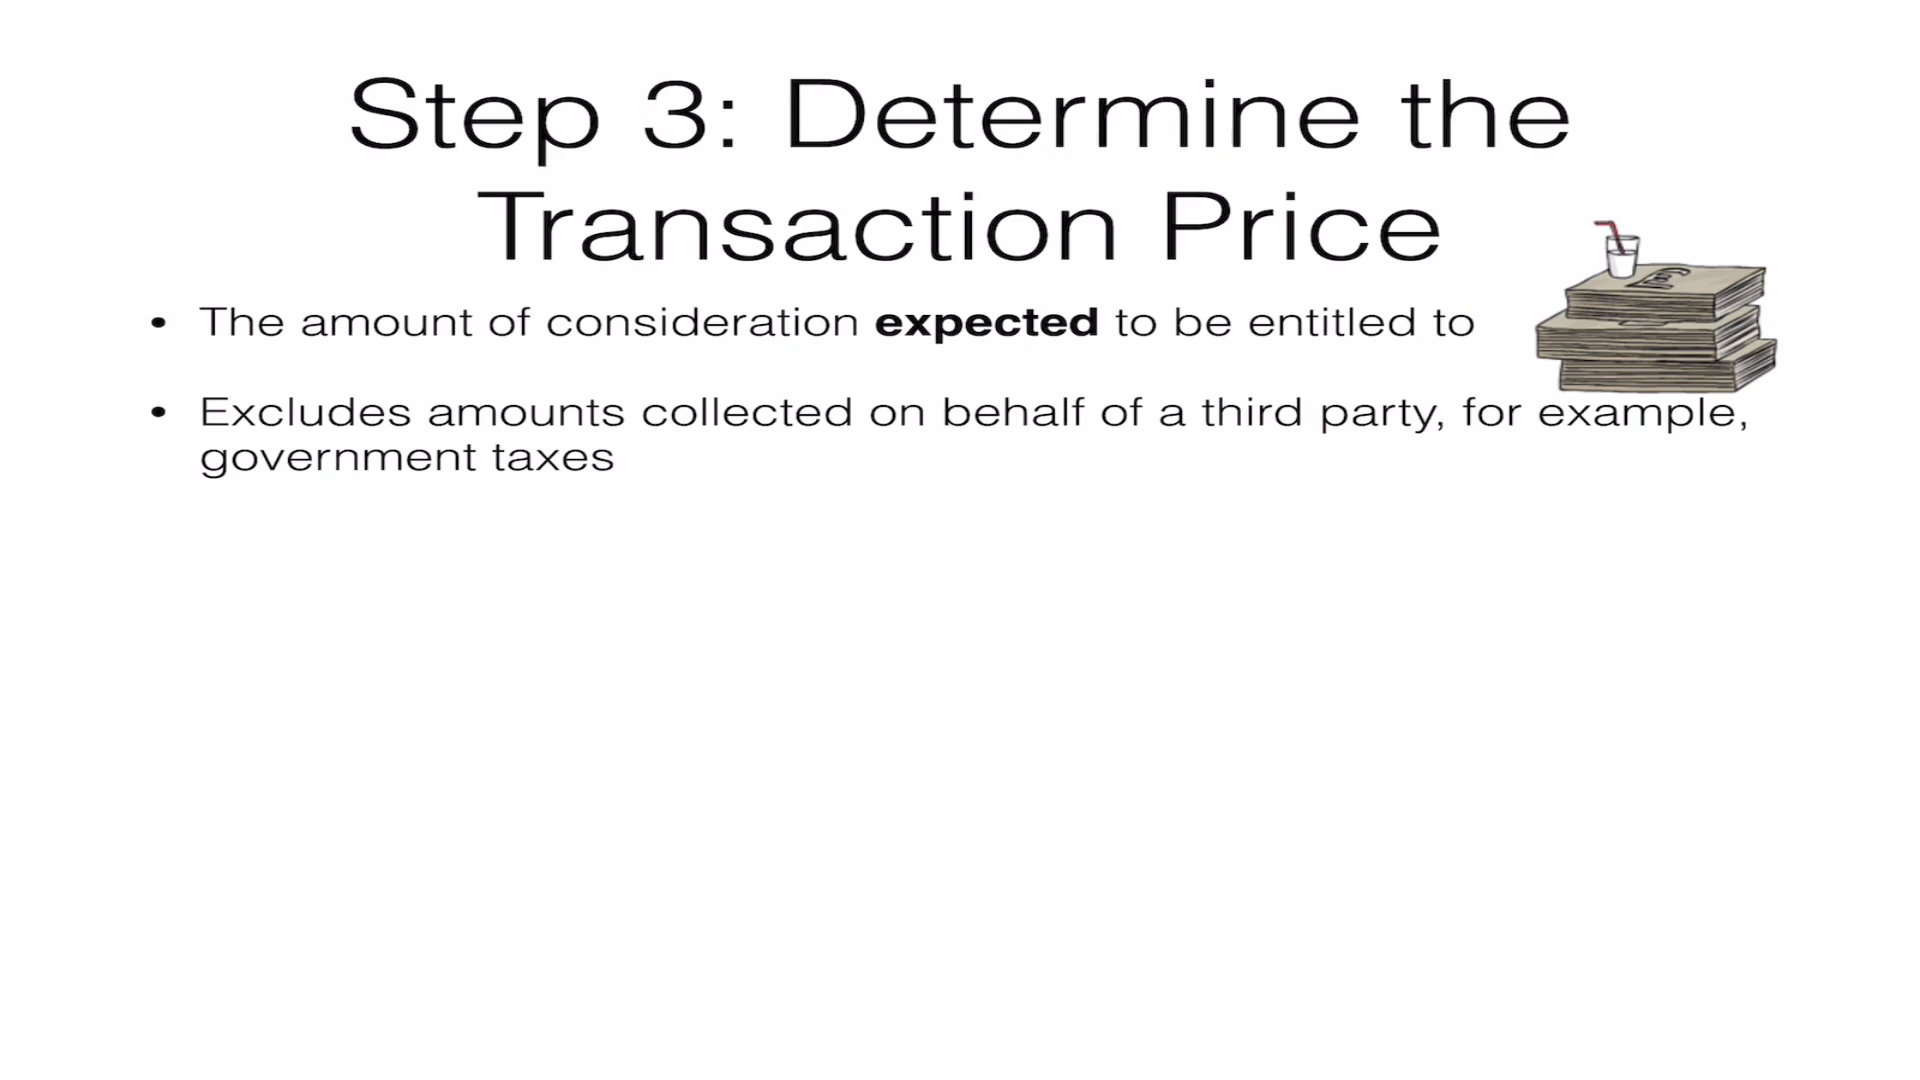 Step 3: Determine the
Transaction Price
• The amount of consideration expected to be entitled to
• Excludes amounts collected on behalf of a third party, for example,
government taxes